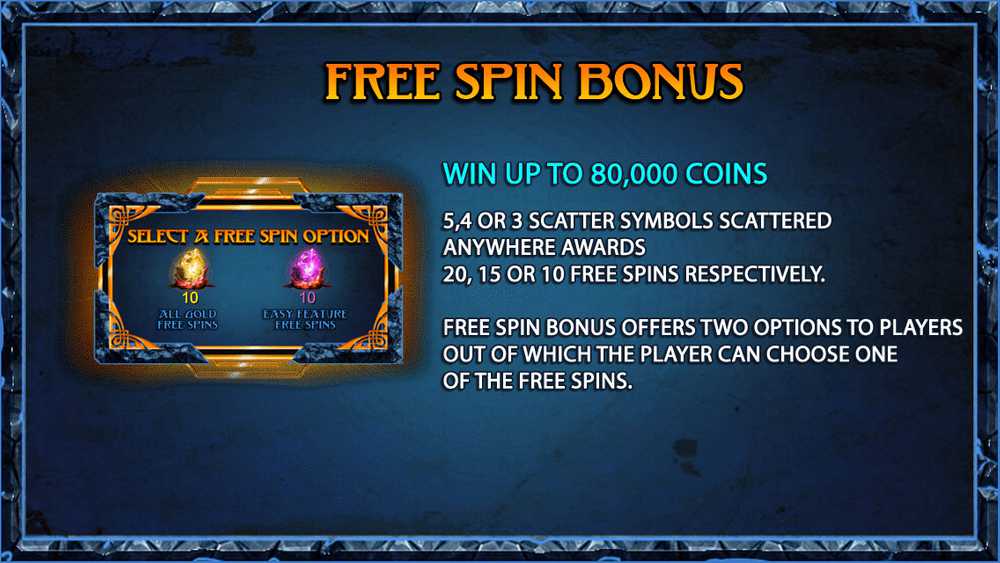 FREE SPIN BONUS
WIN UP TO 80,000 COINS
5,4 OR 3 SCATTER SYMBOLS SCATTERED
ANYWHERE AWARDS
20, 15 OR 10 FREE SPINS RESPECTIVELY.
FREE SPIN BONUS OFFERS TWO OPTIONS TO PLAYERS
OUT OF WHICH THE PLAYER CAN CHOOSE ONE
OF THE FREE SPINS.
SELECT A FREE SPIN OPTION
10 10
ALL GOLD EASY FEATURE
FREE SPINS FREE SPINS